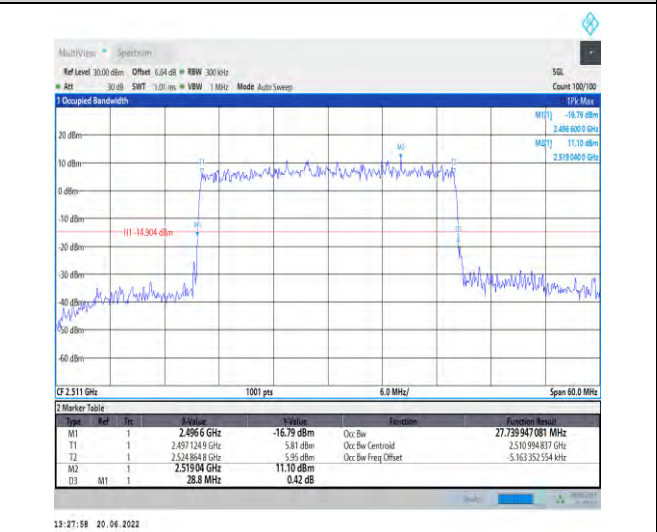 MultiView Spectrum
Ref Level 30.00 dBm Offset 6.64 dB RBW 300 kHz SGL
Att 30 dB SWT 1.01 ms VBW 1 MHz Mode Auto Sweep Count 100/100
1 Occupied Bandwidth 1Pk Max
M1[1] -16.79 dBm
2.496 600 0 GHz
M2[1] 11.10 dBm
2.519 040 0 GHz
20 dBm
M2
10 dBm T1 T2
0 dBm
-10 dBm
M1 D3
H1 -14.904 dBm
-20 dBm
-30 dBm
-40 dBm
-50 dBm
-60 dBm
CF 2.511 GHz 1001 pts 6.0 MHz/ Span 60.0 MHz
2 Marker Table
Type Ref Trc X-Value Y-Value Function Function Result
M1 1 2.496 6 GHz -16.79 dBm Occ Bw 27.739 947 081 MHz
T1 1 2.497 124 9 GHz 5.81 dBm Occ Bw Centroid 2.510 994 837 GHz
T2 1 2.524 864 8 GHz 5.95 dBm Occ Bw Freq Offset -5.163 352 554 kHz
M2 1 2.519 04 GHz 11.10 dBm
D3 M1 1 28.8 MHz 0.42 dB
13:27:58 20.06.2022